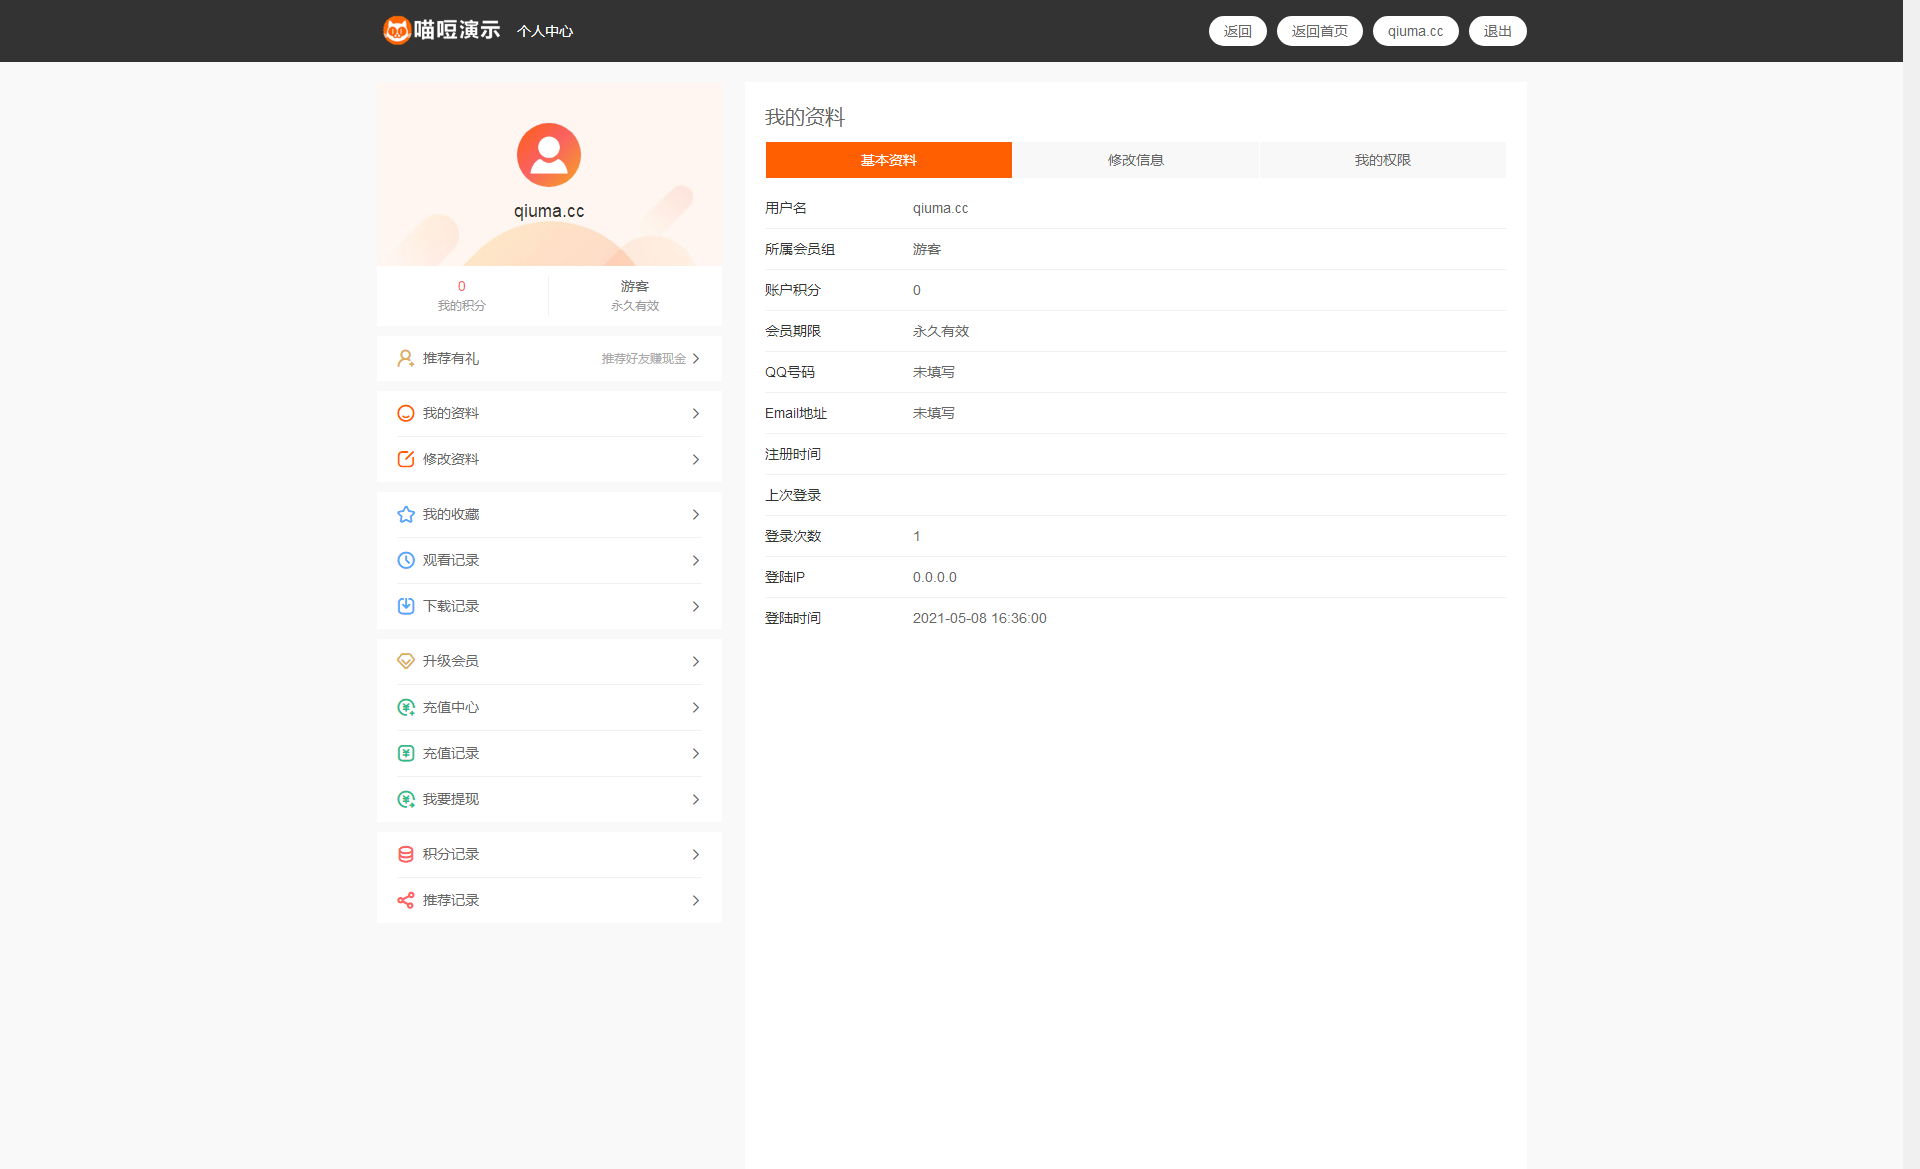 喵啞演示 个人中心 返回 返回首页 qiuma.cc 退出
qiuma.cc
0
我的积分
游客
永久有效
推荐有礼 推荐好友赚现金
我的资料
修改资料
我的收藏
观看记录
下载记录
升级会员
充值中心
充值记录
我要提现
积分记录
推荐记录
我的资料
基本资料 修改信息 我的权限
用户名 qiuma.cc
所属会员组 游客
账户积分 0
会员期限 永久有效
QQ号码 未填写
Email地址 未填写
注册时间
上次登录
登录次数 1
登陆IP 0.0.0.0
登陆时间 2021-05-08 16:36:00